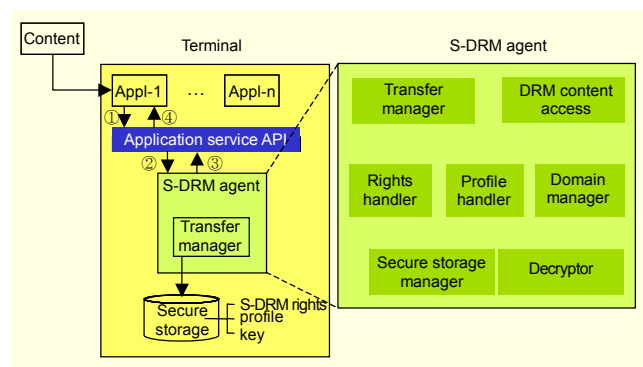 Content
Terminal
S-DRM agent
Appl-1
...
Appl-n
① ④
Application service API
② ③
S-DRM agent
Transfer
manager
Secure
storage
S-DRM rights
profile
key
Transfer
manager
DRM content
access
Rights
handler
Profile
handler
Domain
manager
Secure storage
manager
Decryptor